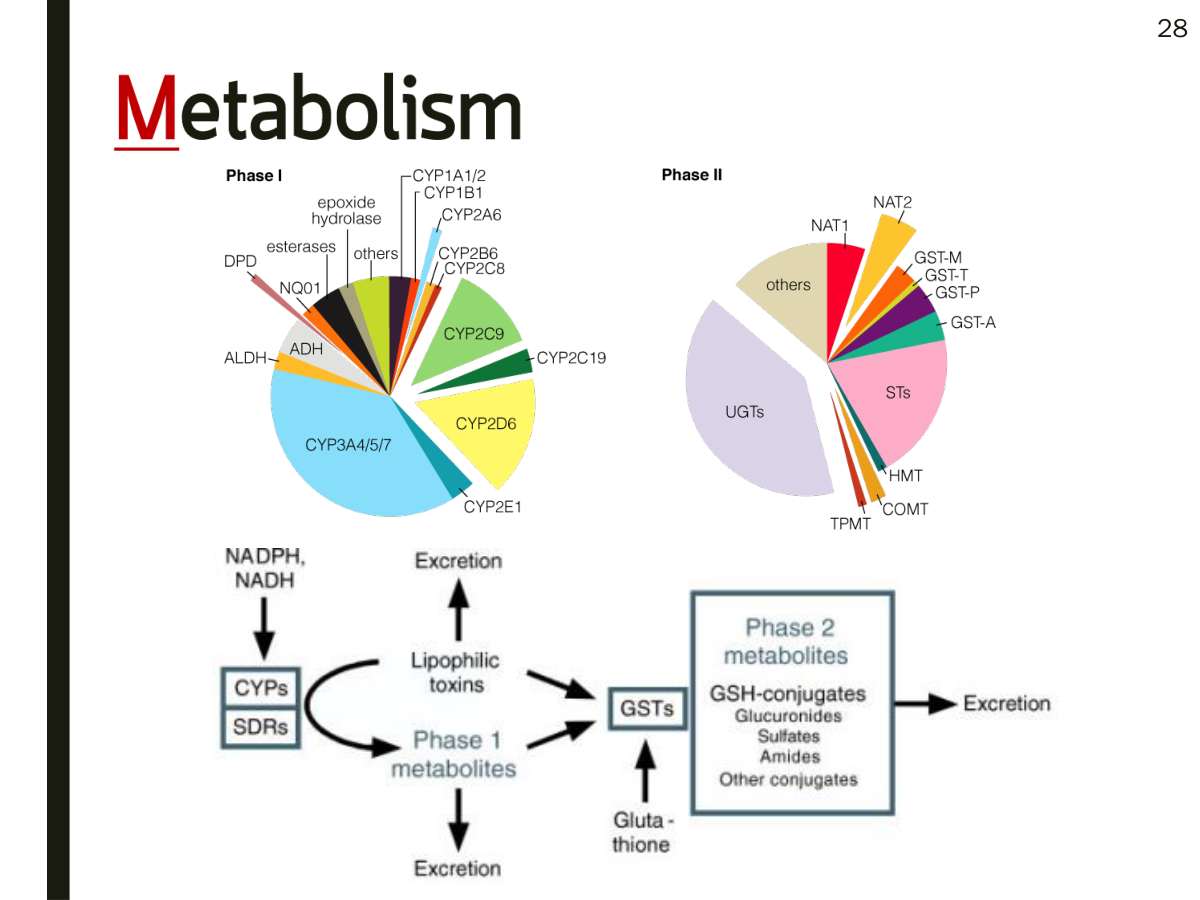 28
Metabolism
Phase I
CYP1A1/2
CYP1B1
epoxide
hydrolase
CYP2A6
esterases
others
CYP2B6
CYP2C8
DPD
NQ01
CYP2C9
ADH
ALDH
CYP2C19
CYP2D6
CYP3A4/5/7
CYP2E1
Phase II
NAT2
NAT1
GST-M
GST-T
GST-P
others
GST-A
STs
UGTs
HMT
COMT
TPMT
NADPH,
NADH
CYPs
SDRs
Excretion
Lipophilic
toxins
Phase 1
metabolites
Excretion
GSTs
Gluta -
thione
Phase 2
metabolites
GSH-conjugates
Glucuronides
Sulfates
Amides
Other conjugates
Excretion